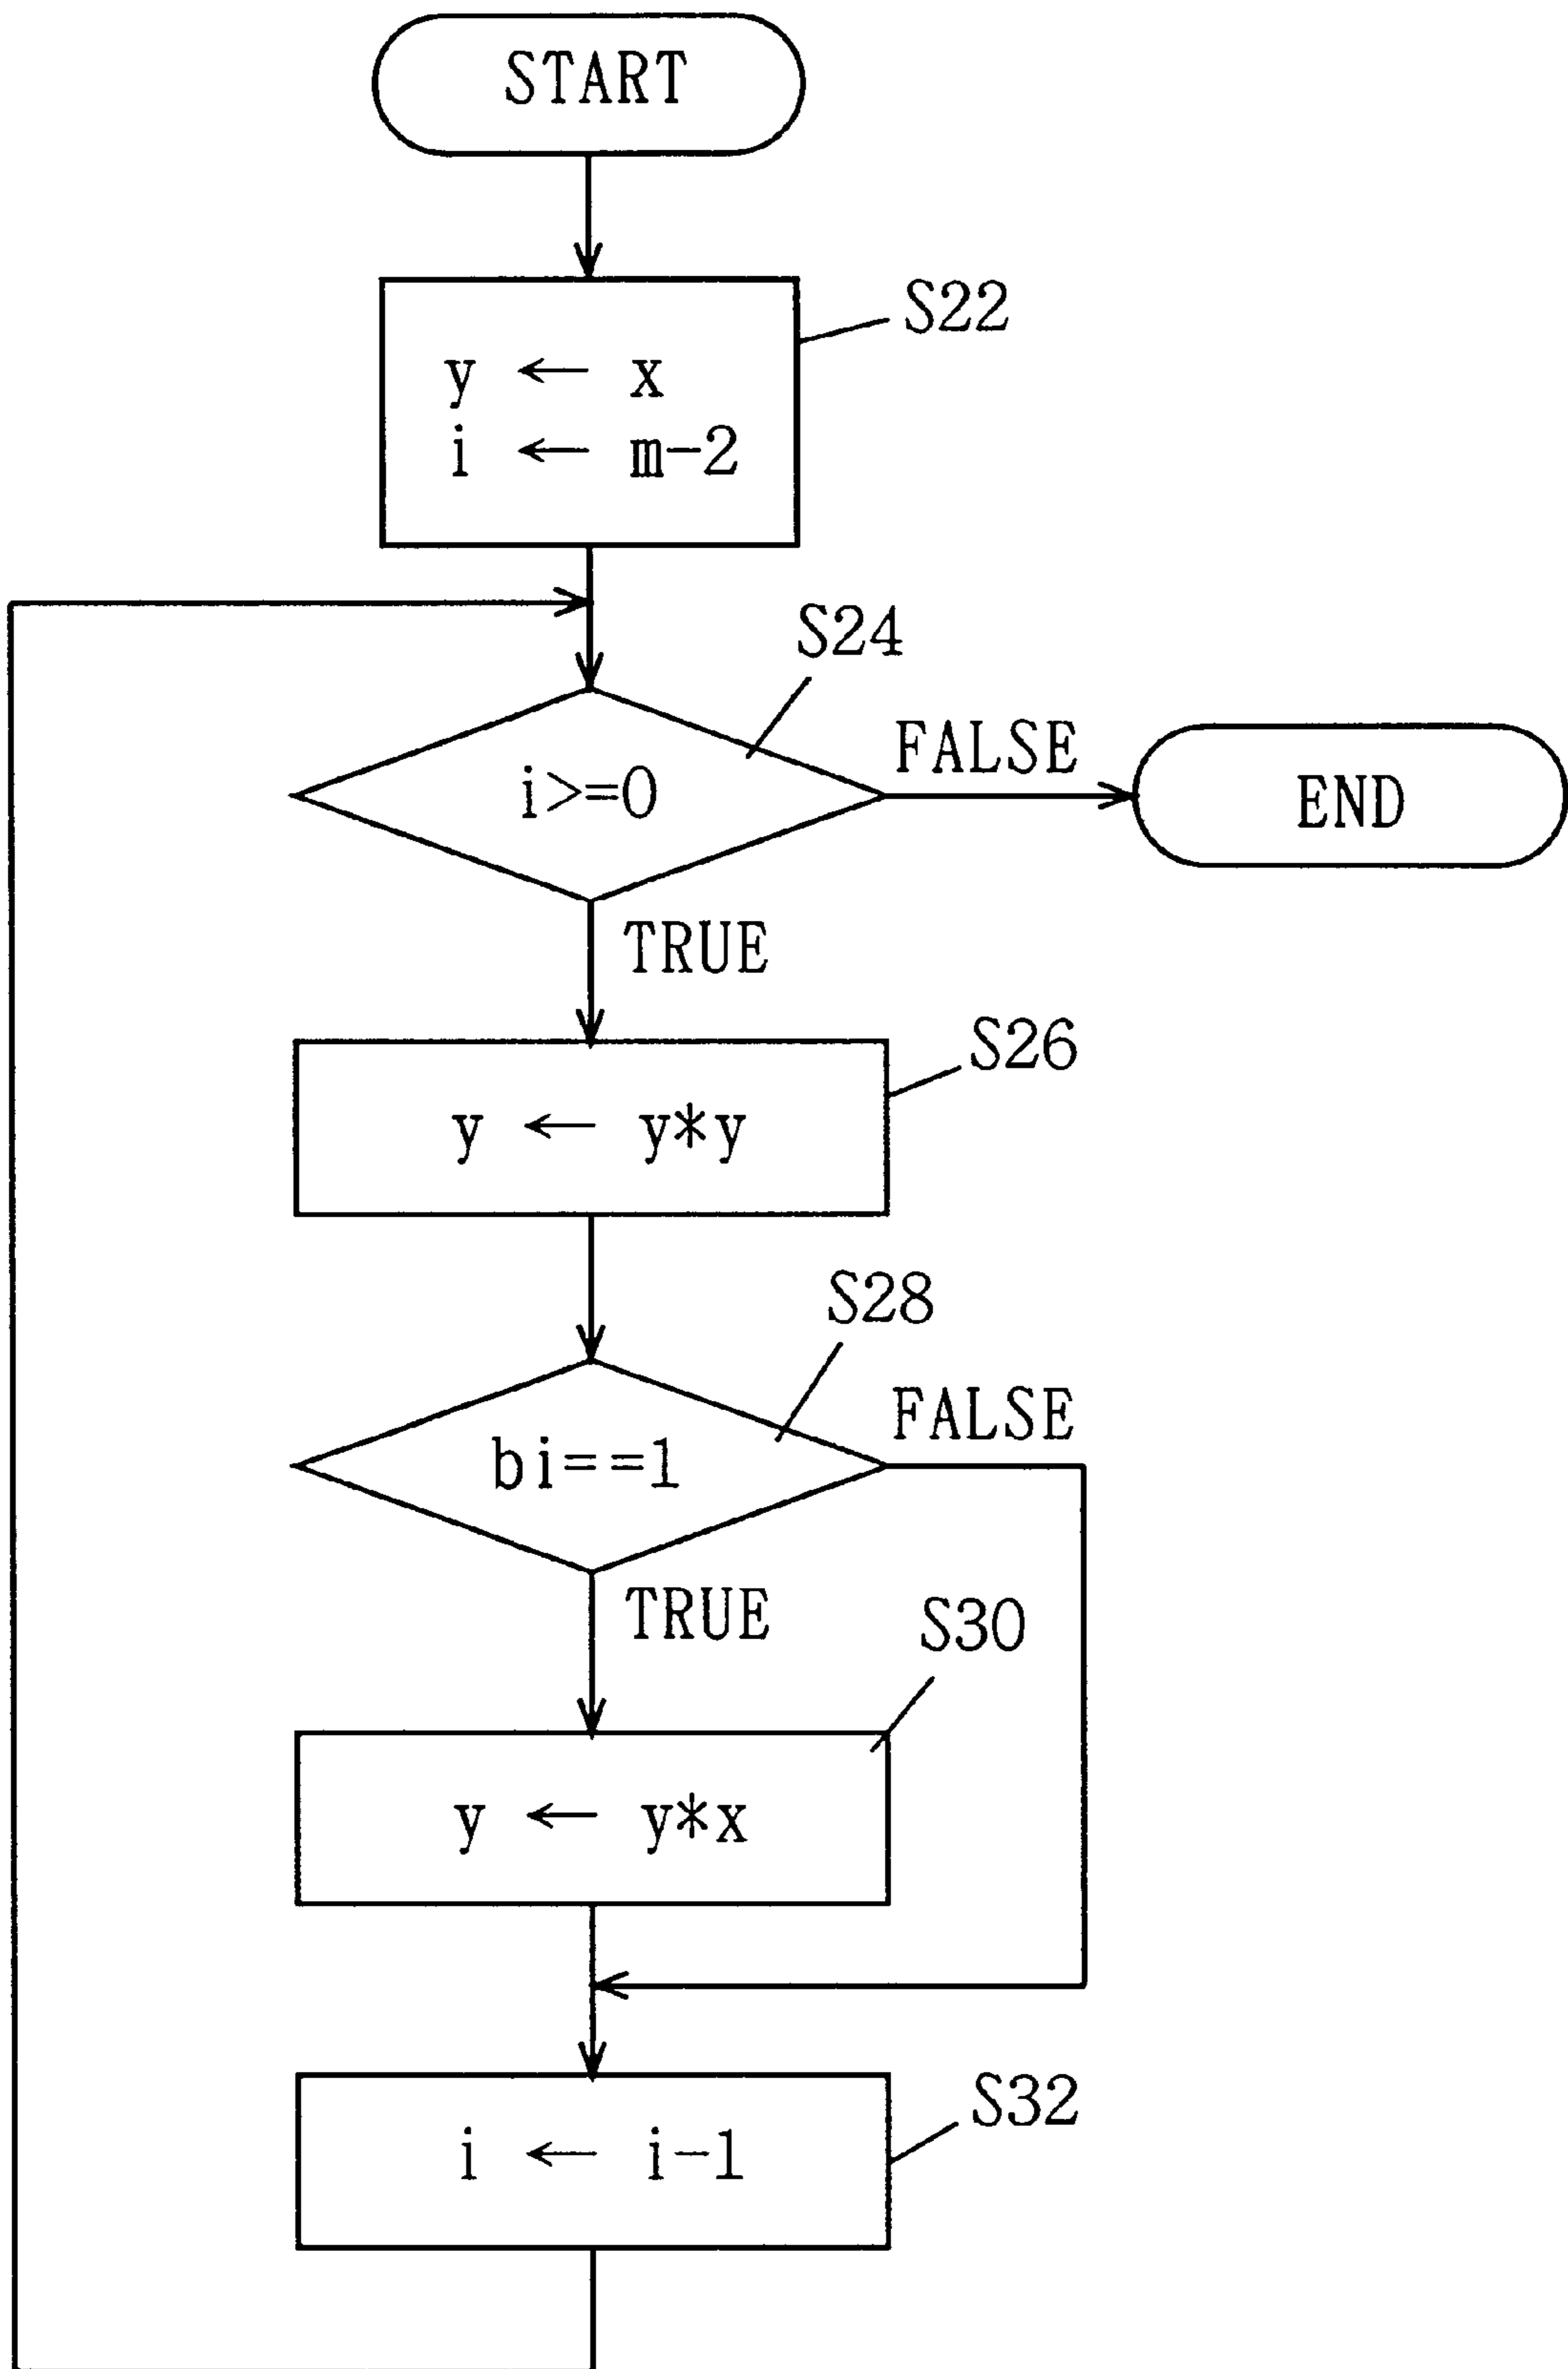 START
S22
y ← x
i ← m-2
S24
i>=0
FALSE
END
TRUE
S26
y ← y*y
S28
bi==1
FALSE
TRUE
S30
y ← y*x
S32
i ← i-1